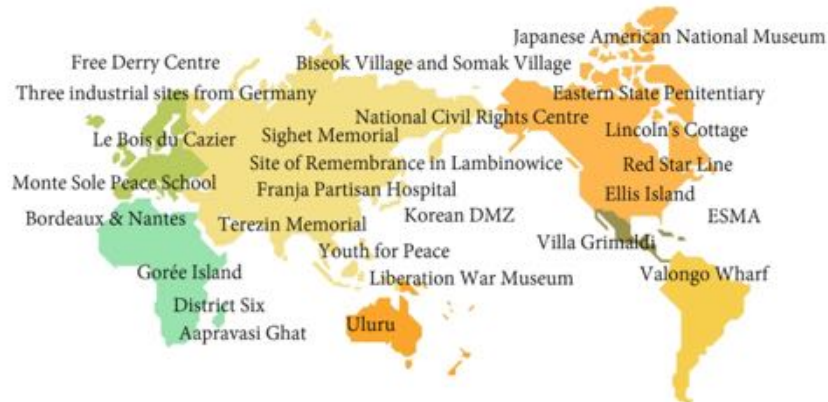 Japanese American National Museum
Free Derry Centre
Biseok Village and Somak Village
Three industrial sites from Germany
Eastern State Penitentiary
National Civil Rights Centre
Le Bois du Cazier
Sighet Memorial
Lincoln's Cottage
Site of Remembrance in Lambinowice
Red Star Line
Monte Sole Peace School
Franja Partisan Hospital
Ellis Island
Bordeaux & Nantes
Terezin Memorial
Korean DMZ
ESMA
Villa Grimaldi
Youth for Peace
Gorée Island
Liberation War Museum
Valongo Wharf
District Six
Uluru
Aapravasi Ghat